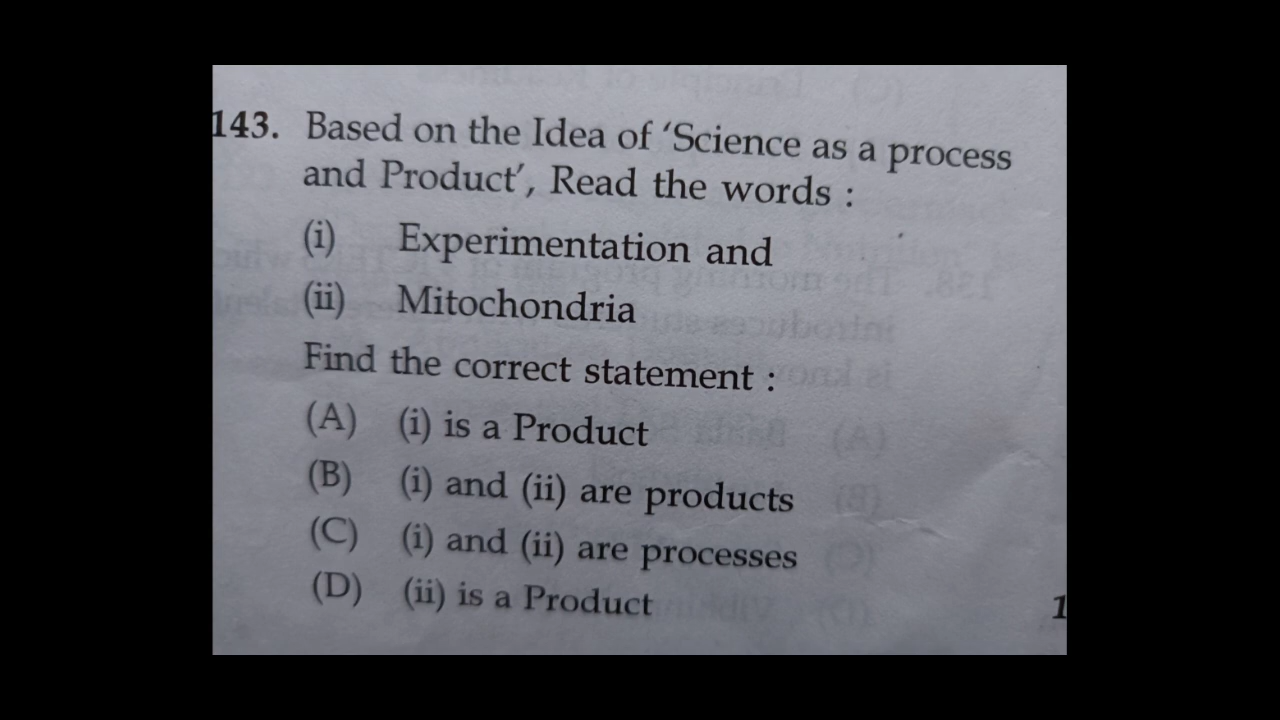 143. Based on the Idea of 'Science as a process
and Product', Read the words :
(i) Experimentation and
(ii) Mitochondria
Find the correct statement :
(A) (i) is a Product
(B) (i) and (ii) are products
(C) (i) and (ii) are processes
(D) (ii) is a Product
1